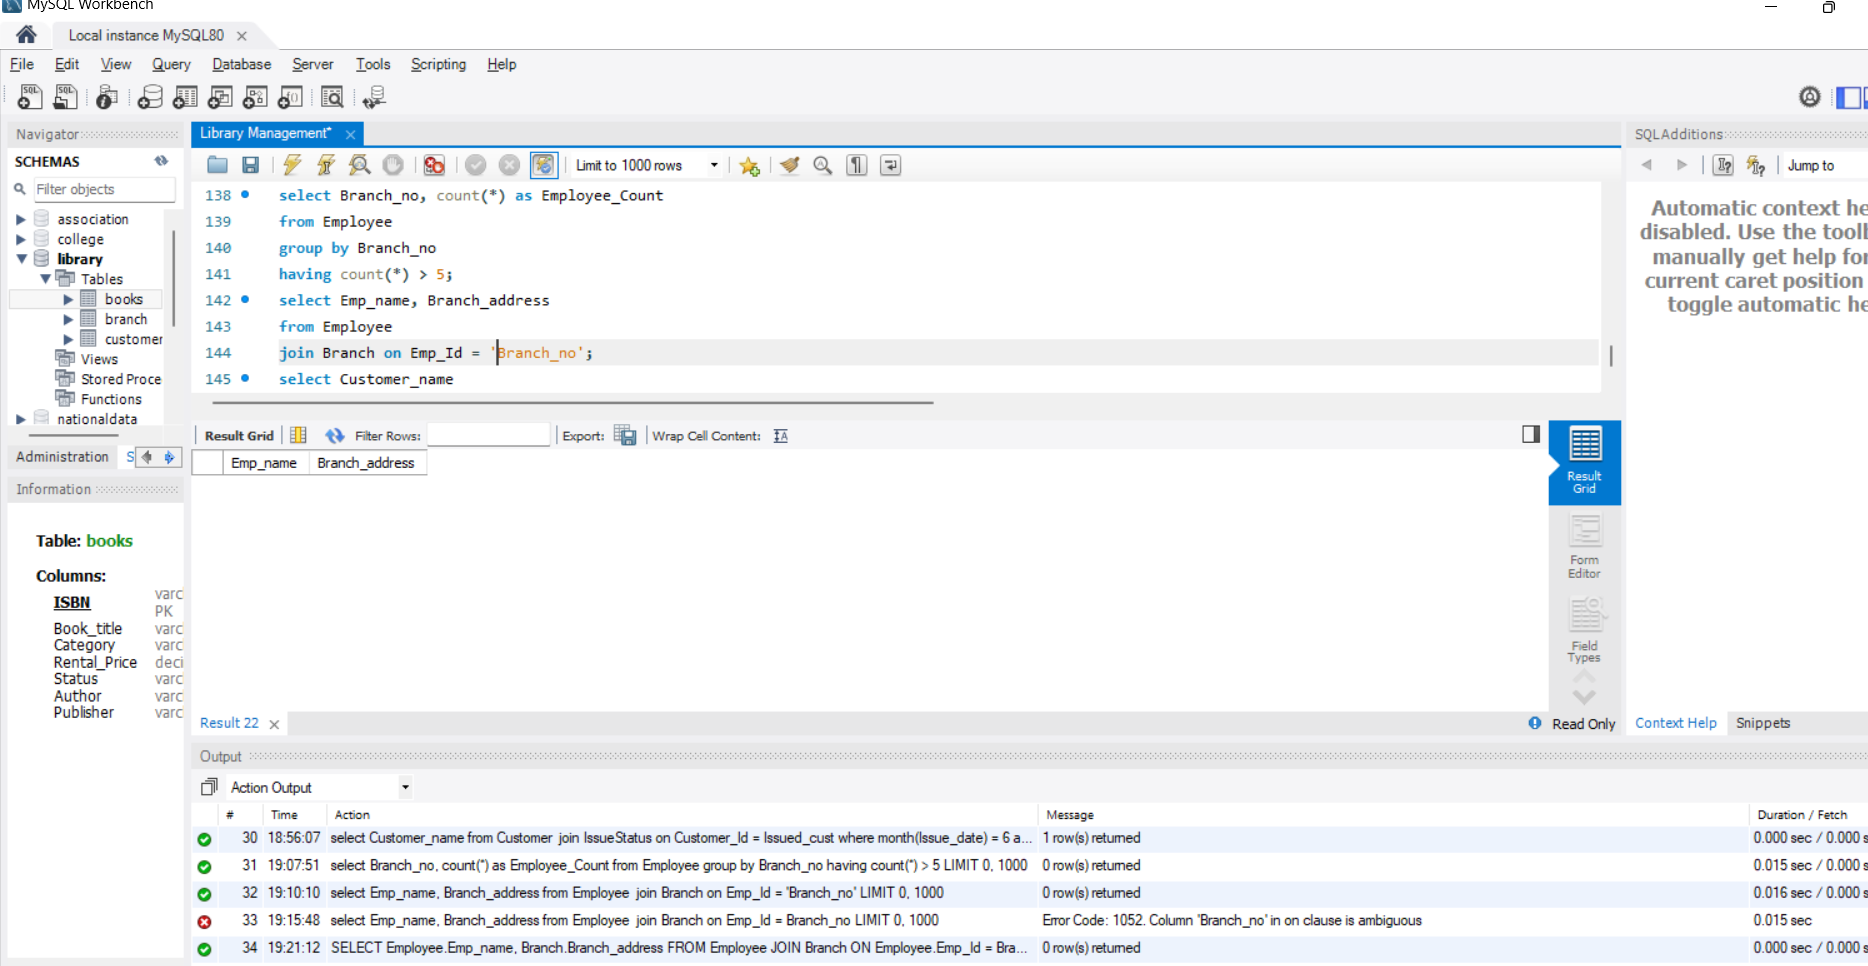 MySQL Workbench
Local instance MySQL80
File Edit View Query Database Server Tools Scripting Help
Navigator
SCHEMAS
Filter objects
association
college
library
Tables
books
branch
customer
Views
Stored Proce
Functions
nationaldata
Administration S
Information
Table: books
Columns:
ISBN varc
PK
Book_title varc
Category varc
Rental_Price deci
Status varc
Author varc
Publisher varc
Library Management*
Limit to 1000 rows
138 select Branch_no, count(*) as Employee_Count
139 from Employee
140 group by Branch_no
141 having count(*) > 5;
142 select Emp_name, Branch_address
143 from Employee
144 join Branch on Emp_Id = 'Branch_no';
145 select Customer_name
Result Grid Filter Rows: Export: Wrap Cell Content:
Emp_name Branch_address
Result Grid
Form Editor
Field Types
Result 22
Read Only
SQLAdditions
Jump to
Automatic context he
disabled. Use the toolb
manually get help for
current caret position
toggle automatic he
Context Help Snippets
Output
Action Output
# Time Action Message Duration / Fetch
30 18:56:07 select Customer_name from Customer join IssueStatus on Customer_Id = Issued_cust where month(Issue_date) = 6 a... 1 row(s) returned 0.000 sec / 0.000 s
31 19:07:51 select Branch_no, count(*) as Employee_Count from Employee group by Branch_no having count(*) > 5 LIMIT 0, 1000 0 row(s) returned 0.015 sec / 0.000 s
32 19:10:10 select Emp_name, Branch_address from Employee join Branch on Emp_Id = 'Branch_no' LIMIT 0, 1000 0 row(s) returned 0.016 sec / 0.000 s
33 19:15:48 select Emp_name, Branch_address from Employee join Branch on Emp_Id = Branch_no LIMIT 0, 1000 Error Code: 1052. Column 'Branch_no' in on clause is ambiguous 0.015 sec
34 19:21:12 SELECT Employee.Emp_name, Branch.Branch_address FROM Employee JOIN Branch ON Employee.Emp_Id = Bra... 0 row(s) returned 0.000 sec / 0.000 s